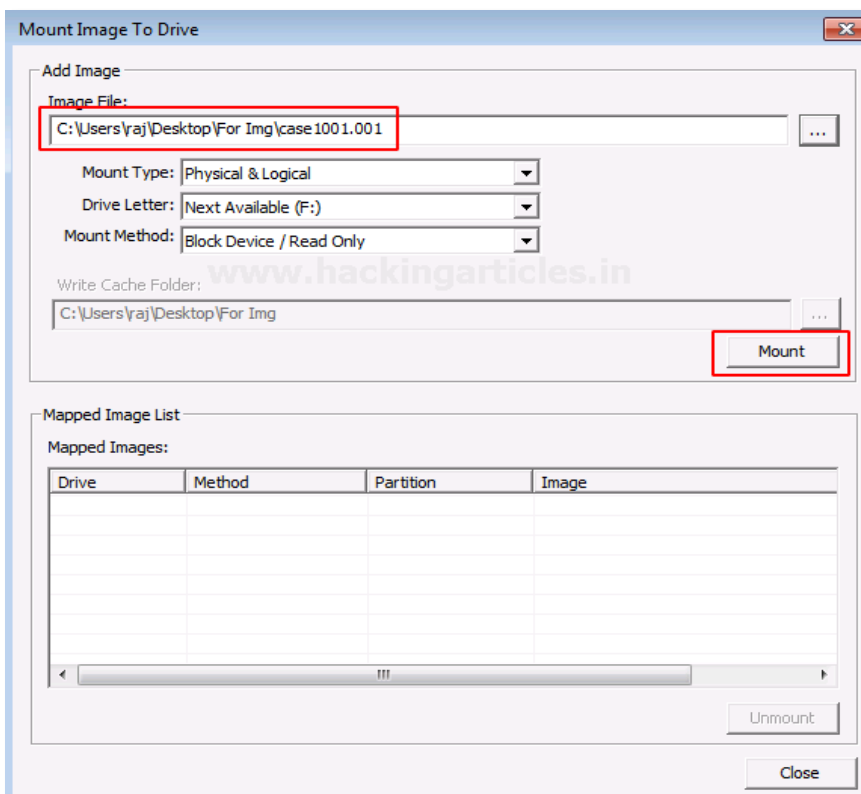 Mount Image To Drive
Add Image
Image File:
C:\Users\raj\Desktop\For Img\case1001.001
...
Mount Type: Physical & Logical
Drive Letter: Next Available (F:)
Mount Method: Block Device / Read Only
www.hackingarticles.in
Write Cache Folder:
C:\Users\raj\Desktop\For Img
...
Mount
Mapped Image List
Mapped Images:
Drive Method Partition Image
Unmount
Close